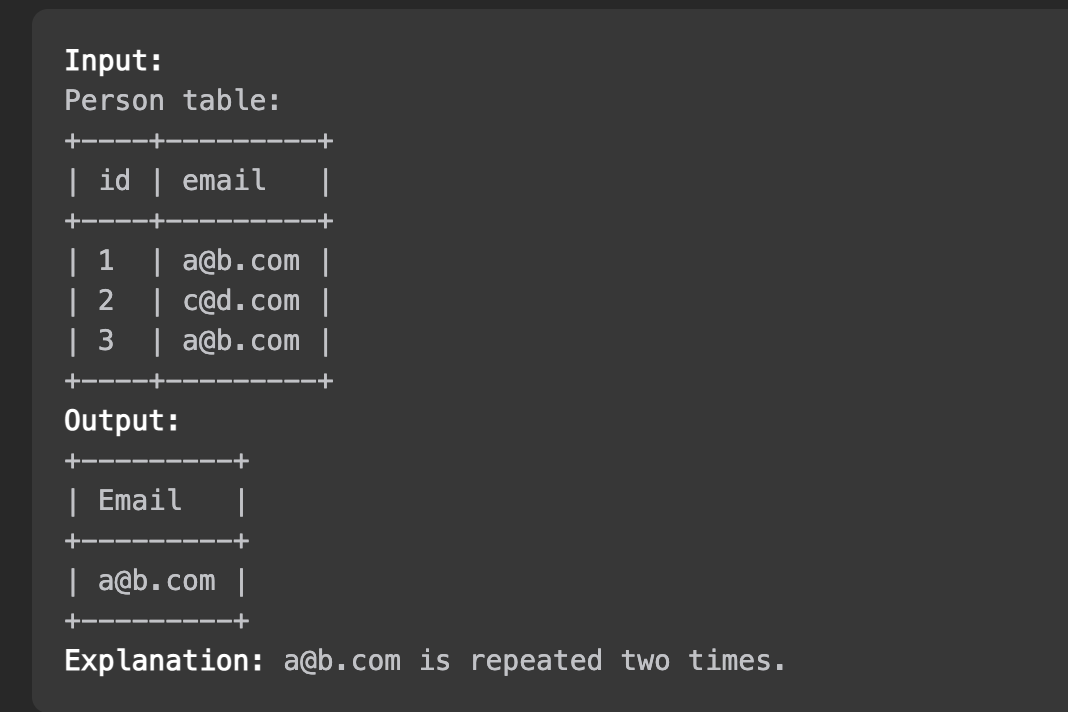 Input:
Person table:
+----+---------+
| id | email   |
+----+---------+
| 1  | a@b.com |
| 2  | c@d.com |
| 3  | a@b.com |
+----+---------+
Output:
+---------+
| Email   |
+---------+
| a@b.com |
+---------+
Explanation: a@b.com is repeated two times.